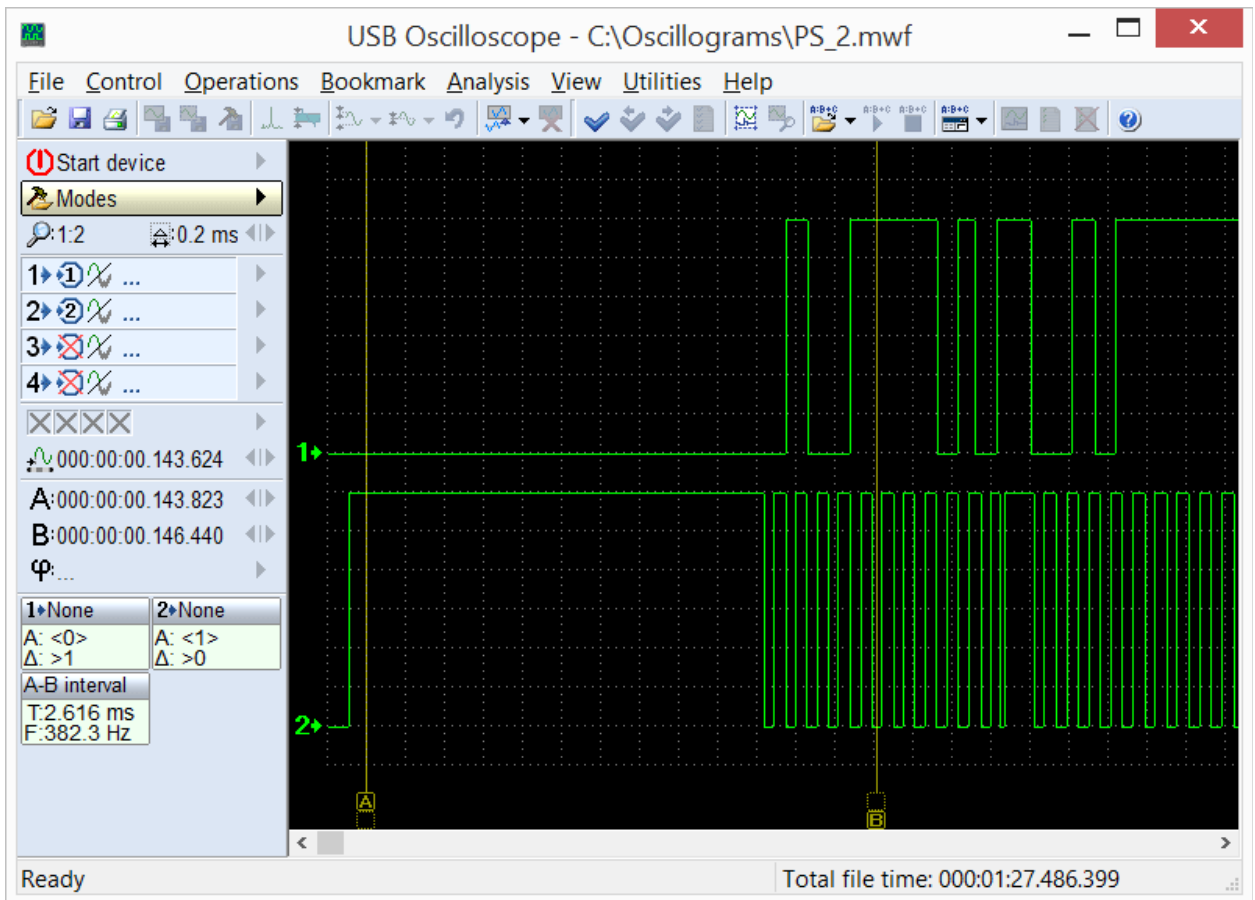 USB Oscilloscope - C:\Oscillograms\PS_2.mwf
File Control Operations Bookmark Analysis View Utilities Help
A:B+C A:B+C A:B+C A:B+C
Start device
Modes
:1:2 :0.2 ms
1 1 ...
2 2 ...
3 ...
4 ...
000:00:00.143.624
A:000:00:00.143.823
B:000:00:00.146.440
φ:...
1None 2None
A: <0> A: <1>
Δ: >1 Δ: >0
A-B interval
T:2.616 ms
F:382.3 Hz
1
2
A
B
Ready Total file time: 000:01:27.486.399